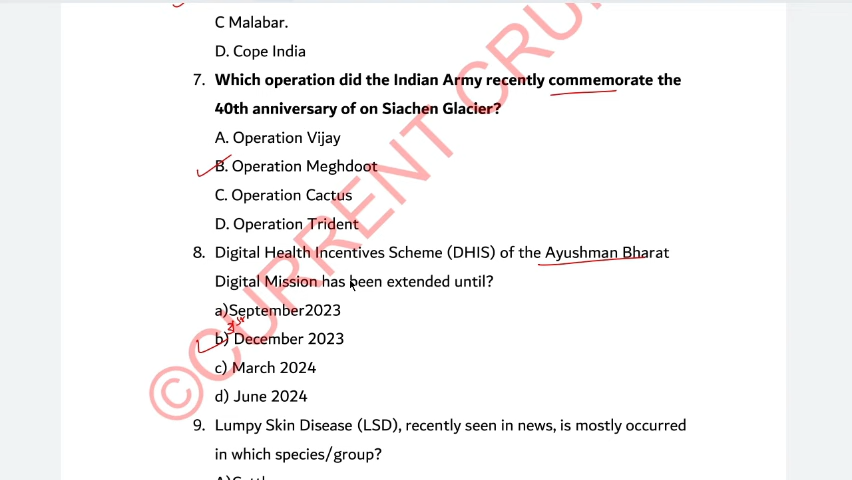 C Malabar.
D. Cope India
7. Which operation did the Indian Army recently commemorate the
40th anniversary of on Siachen Glacier?
A. Operation Vijay
B. Operation Meghdoot
C. Operation Cactus
D. Operation Trident
8. Digital Health Incentives Scheme (DHIS) of the Ayushman Bharat
Digital Mission has been extended until?
a)September2023
b) December 2023
c) March 2024
d) June 2024
9. Lumpy Skin Disease (LSD), recently seen in news, is mostly occurred
in which species/group?
©CURRENT CRU